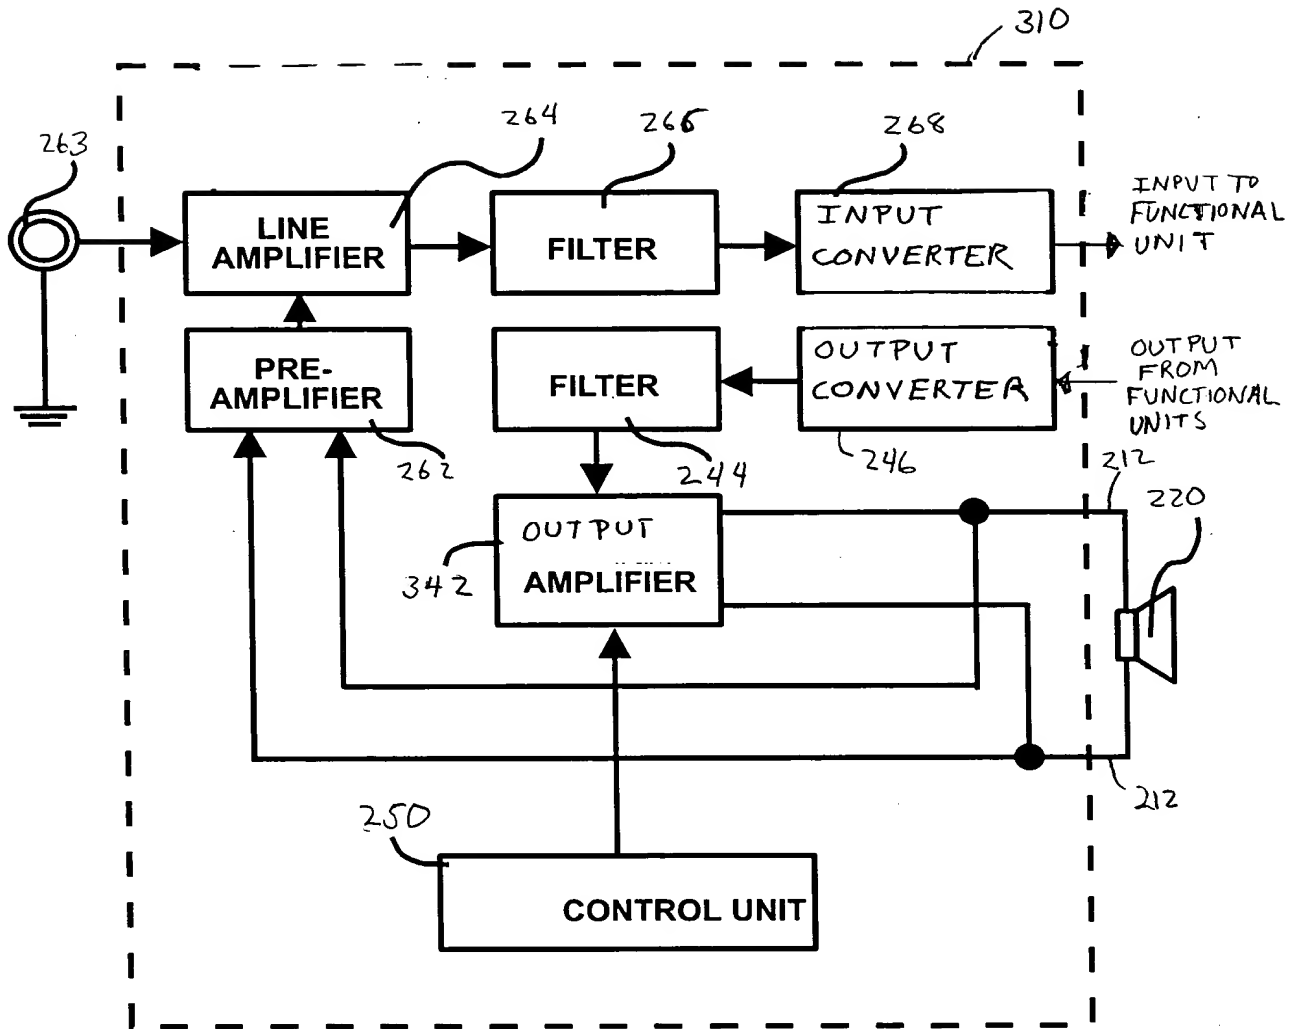 310
263
264
266
268
LINE
AMPLIFIER
FILTER
INPUT
CONVERTER
INPUT TO
FUNCTIONAL
UNIT
PRE-
AMPLIFIER
FILTER
OUTPUT
CONVERTER
OUTPUT
FROM
FUNCTIONAL
UNITS
262
244
246
212
220
OUTPUT
AMPLIFIER
342
212
250
CONTROL UNIT